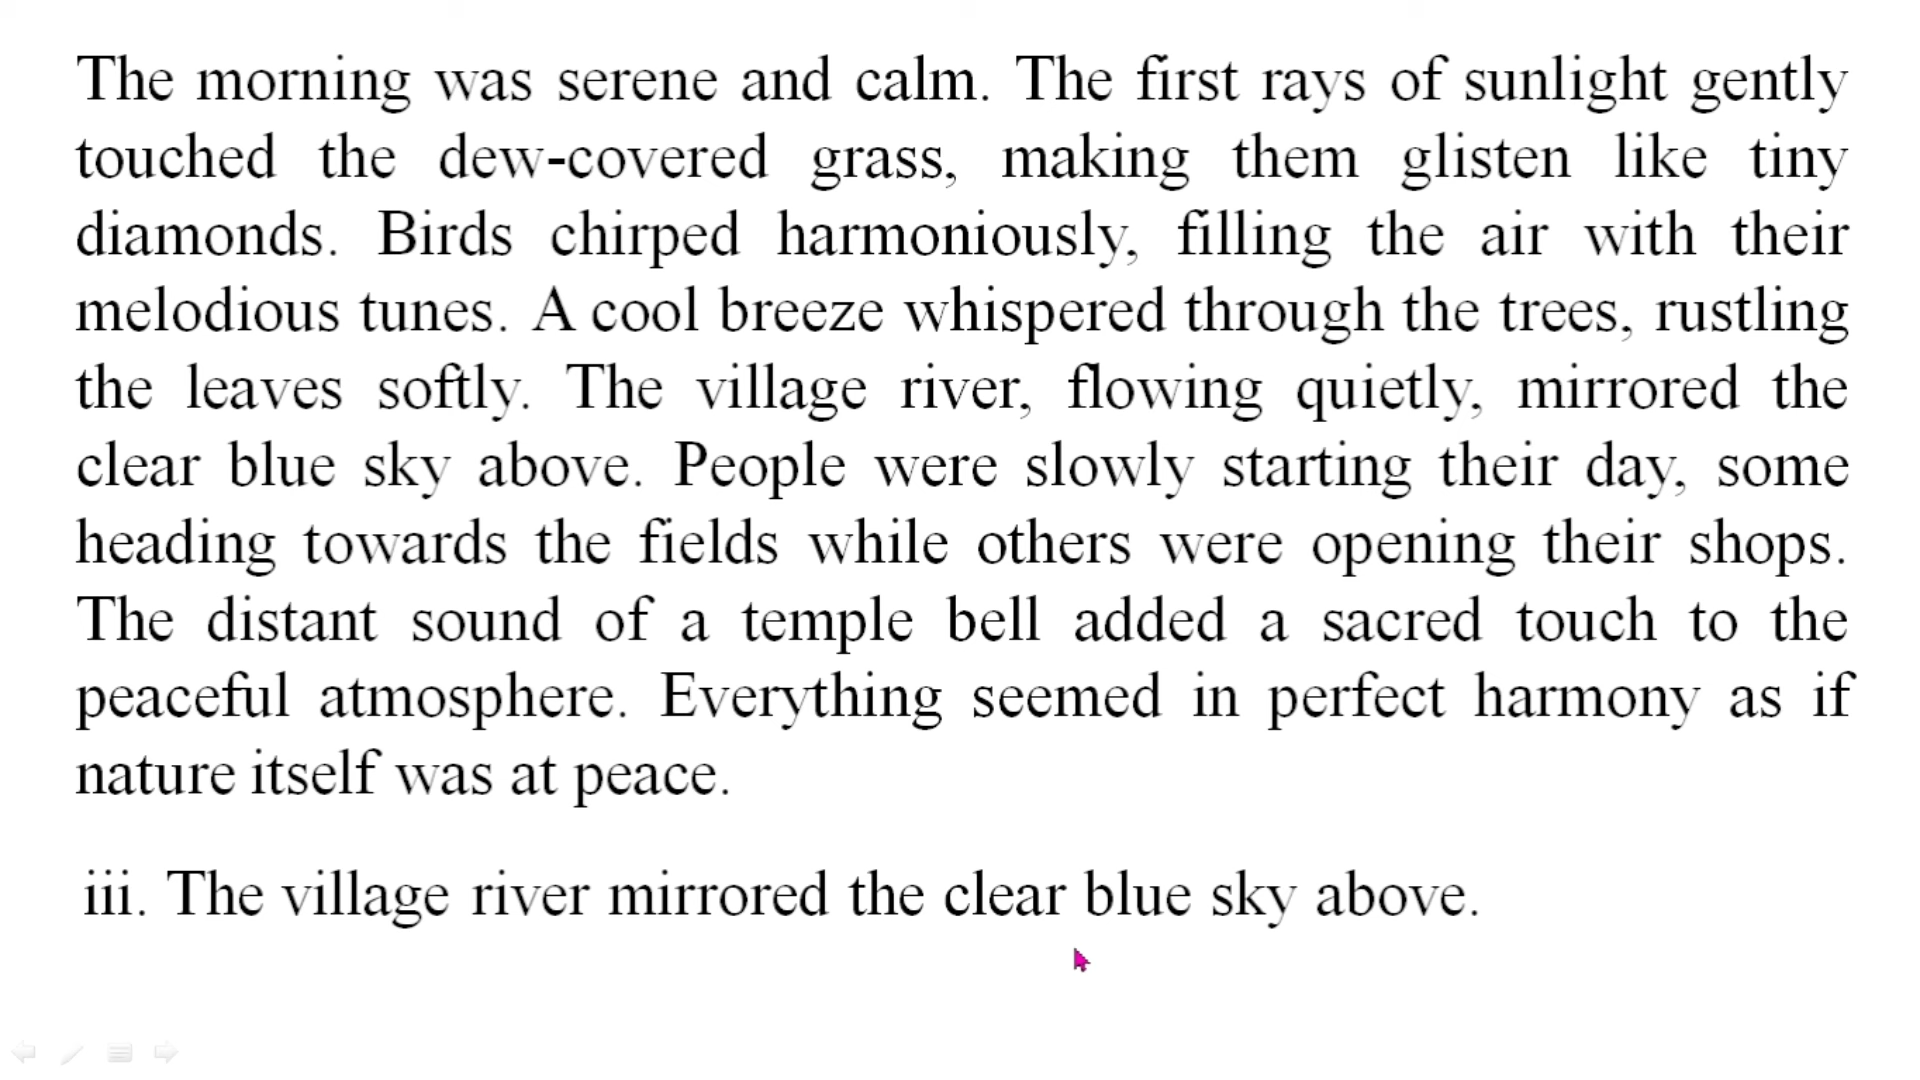 The morning was serene and calm. The first rays of sunlight gently
touched the dew-covered grass, making them glisten like tiny
diamonds. Birds chirped harmoniously, filling the air with their
melodious tunes. A cool breeze whispered through the trees, rustling
the leaves softly. The village river, flowing quietly, mirrored the
clear blue sky above. People were slowly starting their day, some
heading towards the fields while others were opening their shops.
The distant sound of a temple bell added a sacred touch to the
peaceful atmosphere. Everything seemed in perfect harmony as if
nature itself was at peace.
iii. The village river mirrored the clear blue sky above.